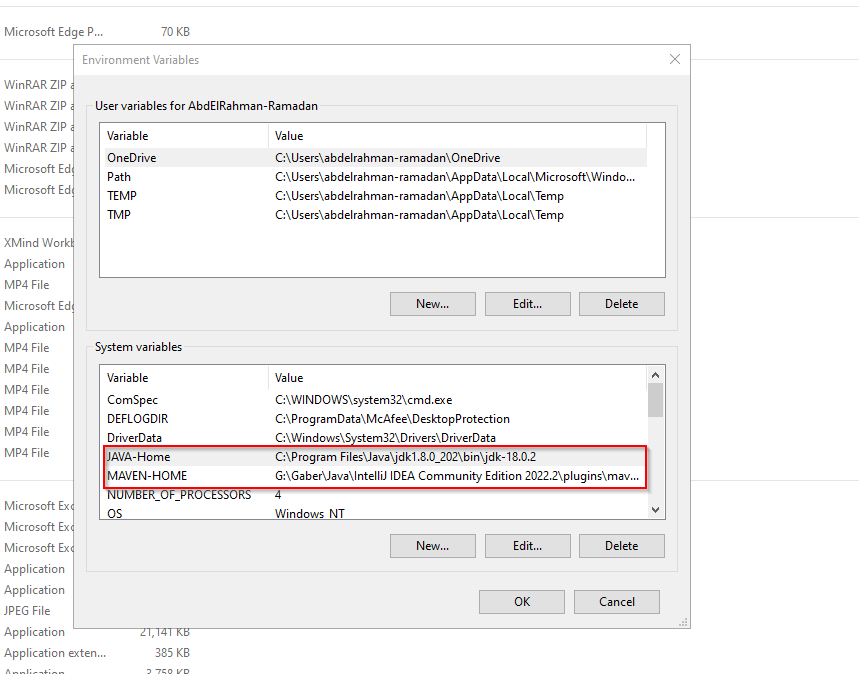 Microsoft Edge P... 70 KB
Environment Variables
WinRAR ZIP a
WinRAR ZIP a
WinRAR ZIP a
WinRAR ZIP a
Microsoft Edg
Microsoft Edg
XMind Workb
Application
MP4 File
Microsoft Edg
Application
MP4 File
MP4 File
MP4 File
MP4 File
MP4 File
MP4 File
Microsoft Exc
Microsoft Exc
Microsoft Exc
Application
Application
JPEG File
Application 21,141 KB
Application exten... 385 KB
Application 3,758 KB
User variables for AbdElRahman-Ramadan
Variable Value
OneDrive C:\Users\abdelrahman-ramadan\OneDrive
Path C:\Users\abdelrahman-ramadan\AppData\Local\Microsoft\Windo...
TEMP C:\Users\abdelrahman-ramadan\AppData\Local\Temp
TMP C:\Users\abdelrahman-ramadan\AppData\Local\Temp
New... Edit... Delete
System variables
Variable Value
ComSpec C:\WINDOWS\system32\cmd.exe
DEFLOGDIR C:\ProgramData\McAfee\DesktopProtection
DriverData C:\Windows\System32\Drivers\DriverData
JAVA-Home C:\Program Files\Java\jdk1.8.0_202\bin\jdk-18.0.2
MAVEN-HOME G:\Gaber\Java\IntelliJ IDEA Community Edition 2022.2\plugins\mav...
NUMBER_OF_PROCESSORS 4
OS Windows_NT
New... Edit... Delete
OK Cancel